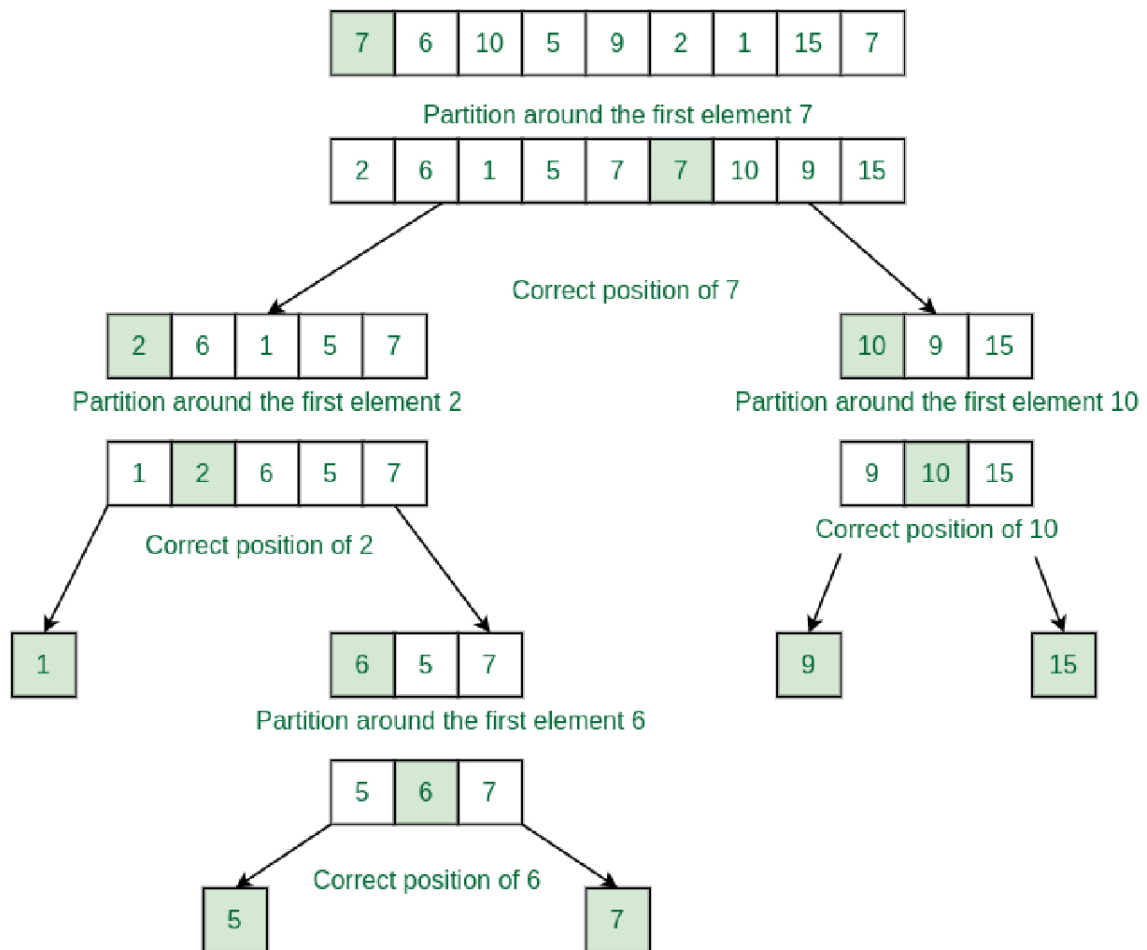 7 6 10 5 9 2 1 15 7
Partition around the first element 7
2 6 1 5 7 7 10 9 15
Correct position of 7
2 6 1 5 7
10 9 15
Partition around the first element 2
Partition around the first element 10
1 2 6 5 7
9 10 15
Correct position of 2
Correct position of 10
1
6 5 7
9
15
Partition around the first element 6
5 6 7
Correct position of 6
5
7